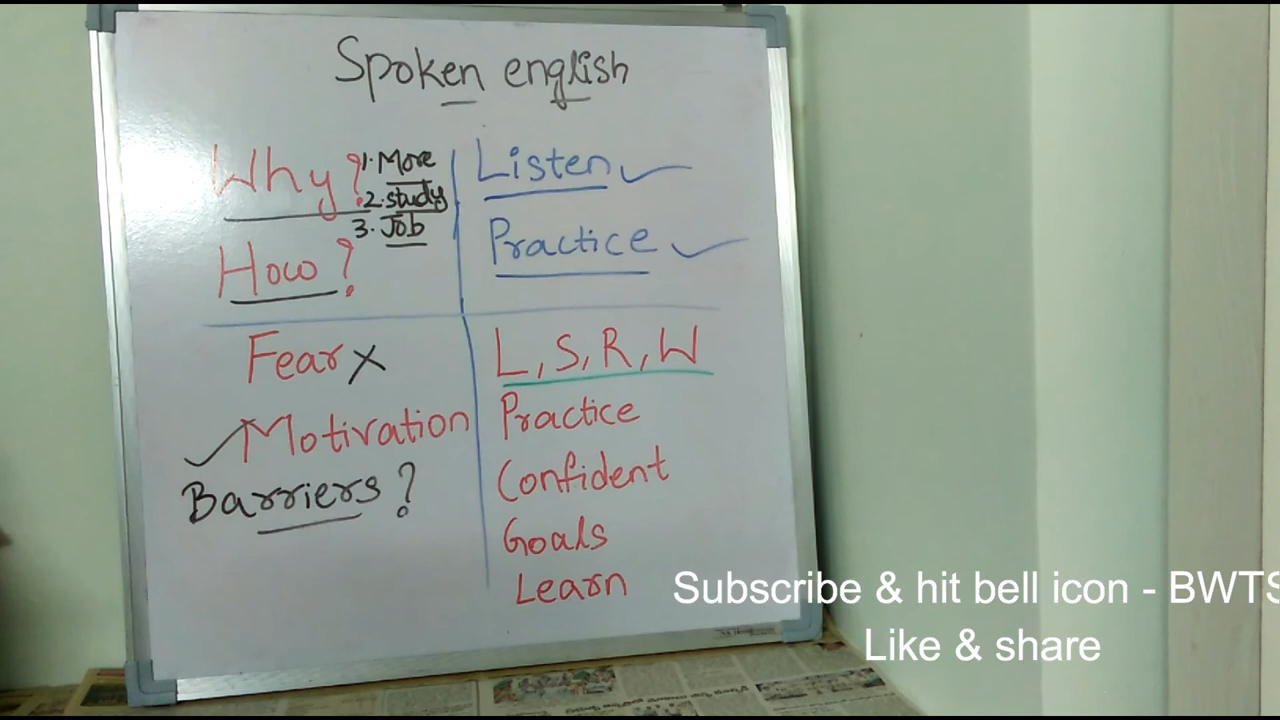 Spoken english
Why?
1. More
2. study
3. Job
How?
Listen
Practice
Fear X
Motivation
Barriers?
L, S, R, W
Practice
Confident
Goals
Learn
Subscribe & hit bell icon - BWTS
Like & share